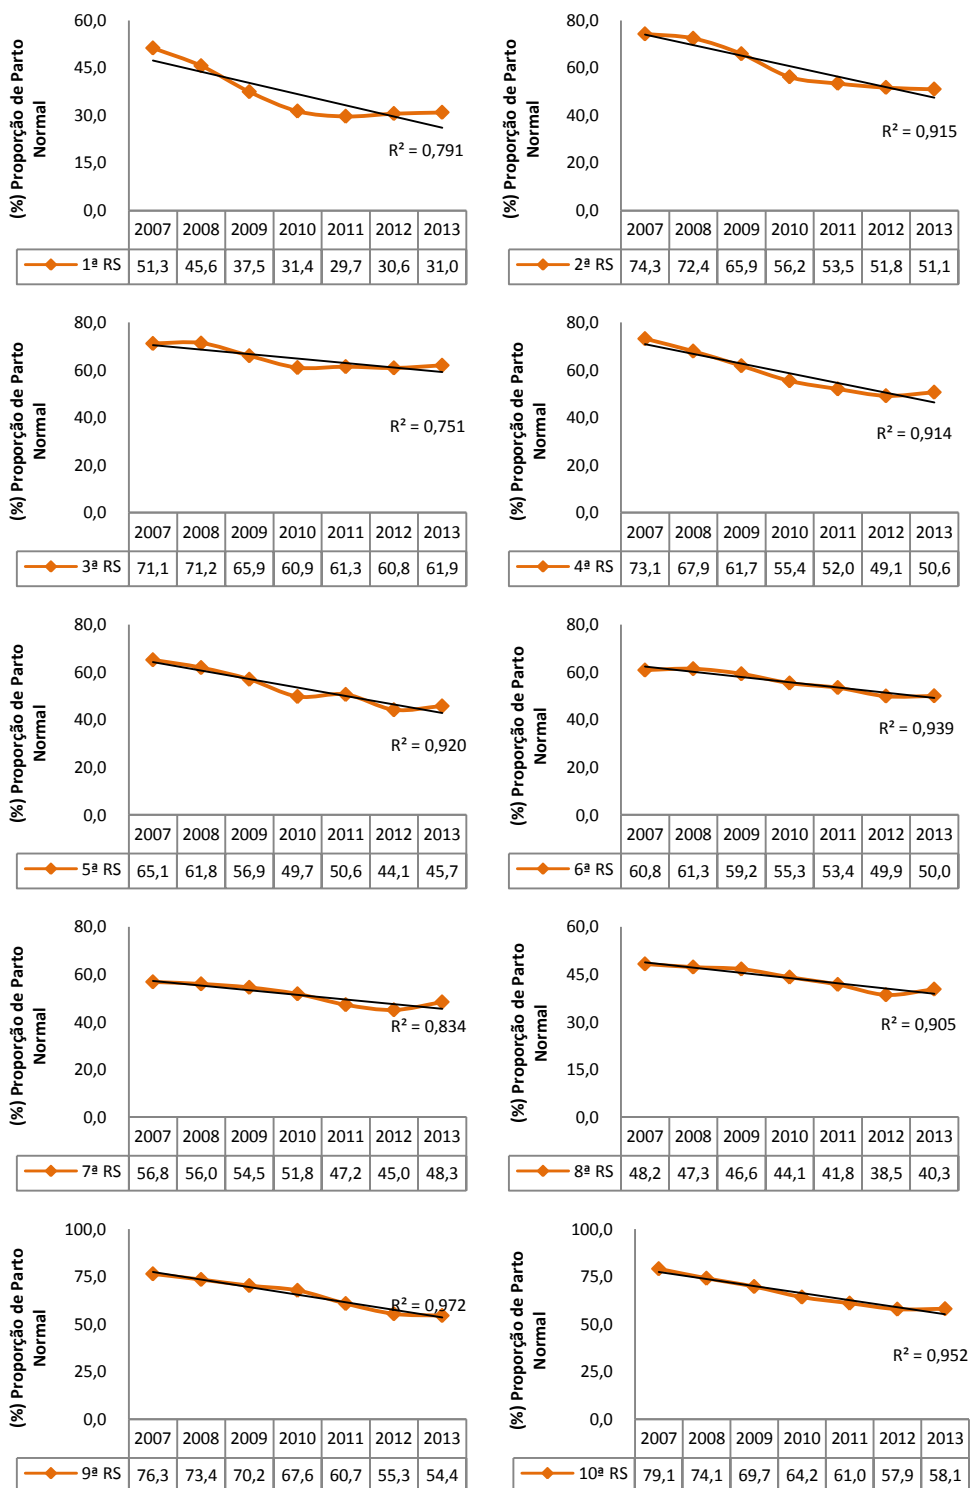 (%) Proporção de Parto
Normal
60,0
45,0
30,0
15,0
0,0
R² = 0,791
2007 2008 2009 2010 2011 2012 2013
1ª RS 51,3 45,6 37,5 31,4 29,7 30,6 31,0
(%) Proporção de Parto
Normal
80,0
60,0
40,0
20,0
0,0
R² = 0,915
2007 2008 2009 2010 2011 2012 2013
2ª RS 74,3 72,4 65,9 56,2 53,5 51,8 51,1
(%) Proporção de Parto
Normal
80,0
60,0
40,0
20,0
0,0
R² = 0,751
2007 2008 2009 2010 2011 2012 2013
3ª RS 71,1 71,2 65,9 60,9 61,3 60,8 61,9
(%) Proporção de Parto
Normal
80,0
60,0
40,0
20,0
0,0
R² = 0,914
2007 2008 2009 2010 2011 2012 2013
4ª RS 73,1 67,9 61,7 55,4 52,0 49,1 50,6
(%) Proporção de Parto
Normal
80,0
60,0
40,0
20,0
0,0
R² = 0,920
2007 2008 2009 2010 2011 2012 2013
5ª RS 65,1 61,8 56,9 49,7 50,6 44,1 45,7
(%) Proporção de Parto
Normal
80,0
60,0
40,0
20,0
0,0
R² = 0,939
2007 2008 2009 2010 2011 2012 2013
6ª RS 60,8 61,3 59,2 55,3 53,4 49,9 50,0
(%) Proporção de Parto
Normal
80,0
60,0
40,0
20,0
0,0
R² = 0,834
2007 2008 2009 2010 2011 2012 2013
7ª RS 56,8 56,0 54,5 51,8 47,2 45,0 48,3
(%) Proporção de Parto
Normal
60,0
45,0
30,0
15,0
0,0
R² = 0,905
2007 2008 2009 2010 2011 2012 2013
8ª RS 48,2 47,3 46,6 44,1 41,8 38,5 40,3
(%) Proporção de Parto
Normal
100,0
75,0
50,0
25,0
0,0
R² = 0,972
2007 2008 2009 2010 2011 2012 2013
9ª RS 76,3 73,4 70,2 67,6 60,7 55,3 54,4
(%) Proporção de Parto
Normal
100,0
75,0
50,0
25,0
0,0
R² = 0,952
2007 2008 2009 2010 2011 2012 2013
10ª RS 79,1 74,1 69,7 64,2 61,0 57,9 58,1